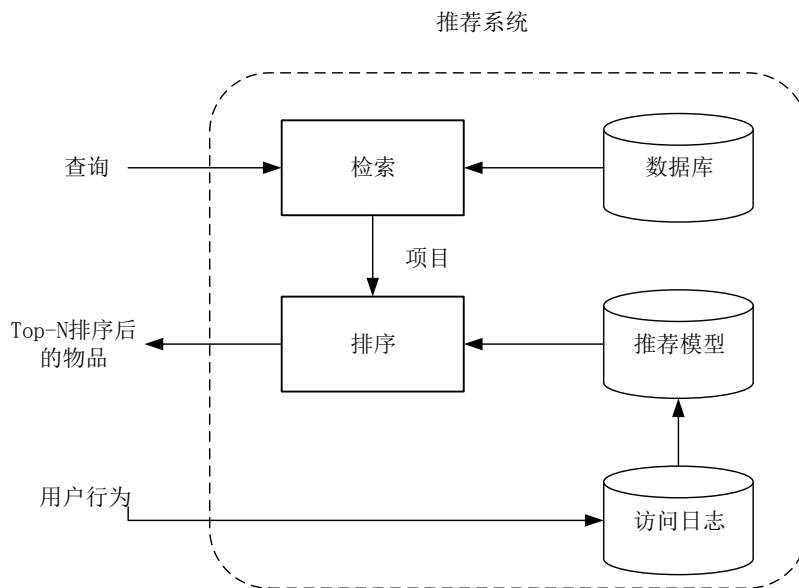 推荐系统
查询
检索
数据库
项目
Top-N排序后
的物品
排序
推荐模型
用户行为
访问日志